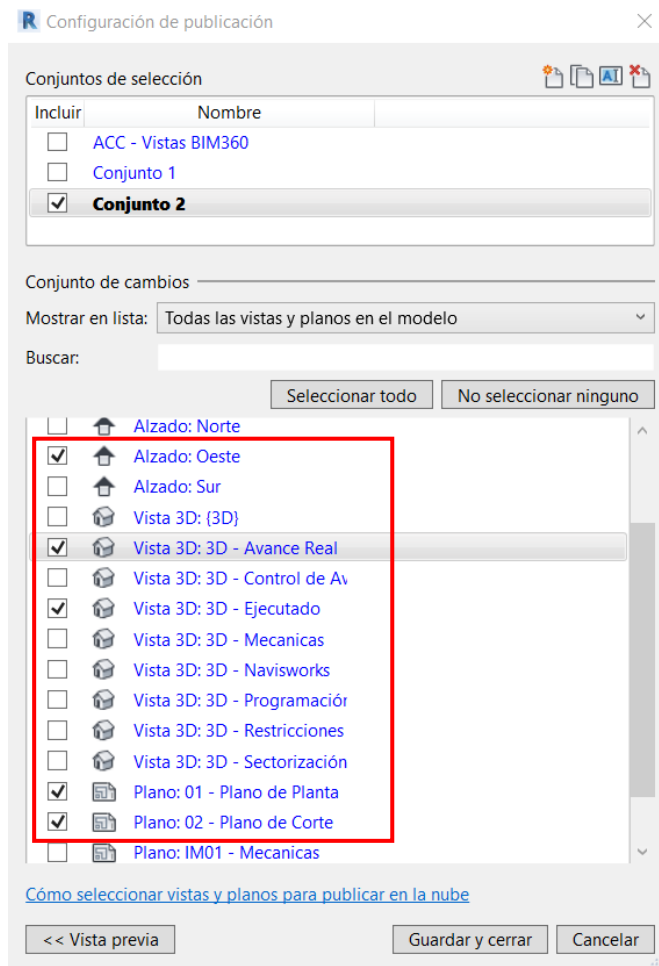 R Configuración de publicación
Conjuntos de selección
AI
Incluir Nombre
ACC - Vistas BIM360
Conjunto 1
Conjunto 2
Conjunto de cambios
Mostrar en lista: Todas las vistas y planos en el modelo
Buscar:
Seleccionar todo No seleccionar ninguno
Alzado: Norte
Alzado: Oeste
Alzado: Sur
Vista 3D: {3D}
Vista 3D: 3D - Avance Real
Vista 3D: 3D - Control de Av
Vista 3D: 3D - Ejecutado
Vista 3D: 3D - Mecanicas
Vista 3D: 3D - Navisworks
Vista 3D: 3D - Programación
Vista 3D: 3D - Restricciones
Vista 3D: 3D - Sectorización
Plano: 01 - Plano de Planta
Plano: 02 - Plano de Corte
Plano: IM01 - Mecanicas
Cómo seleccionar vistas y planos para publicar en la nube
<< Vista previa Guardar y cerrar Cancelar